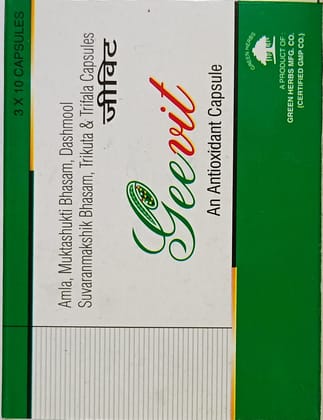 3 X 10 CAPSULES
Amla, Muktashukti Bhasam, Dashmool
Suvaranmakshik Bhasam, Trikuta & Trifala Capsules
जीविट
Geevit
An Antioxidant Capsule
GREEN HERBS
A PRODUCT OF:
GREEN HERBS MFG. CO.
(CERTIFIED GMP CO.)